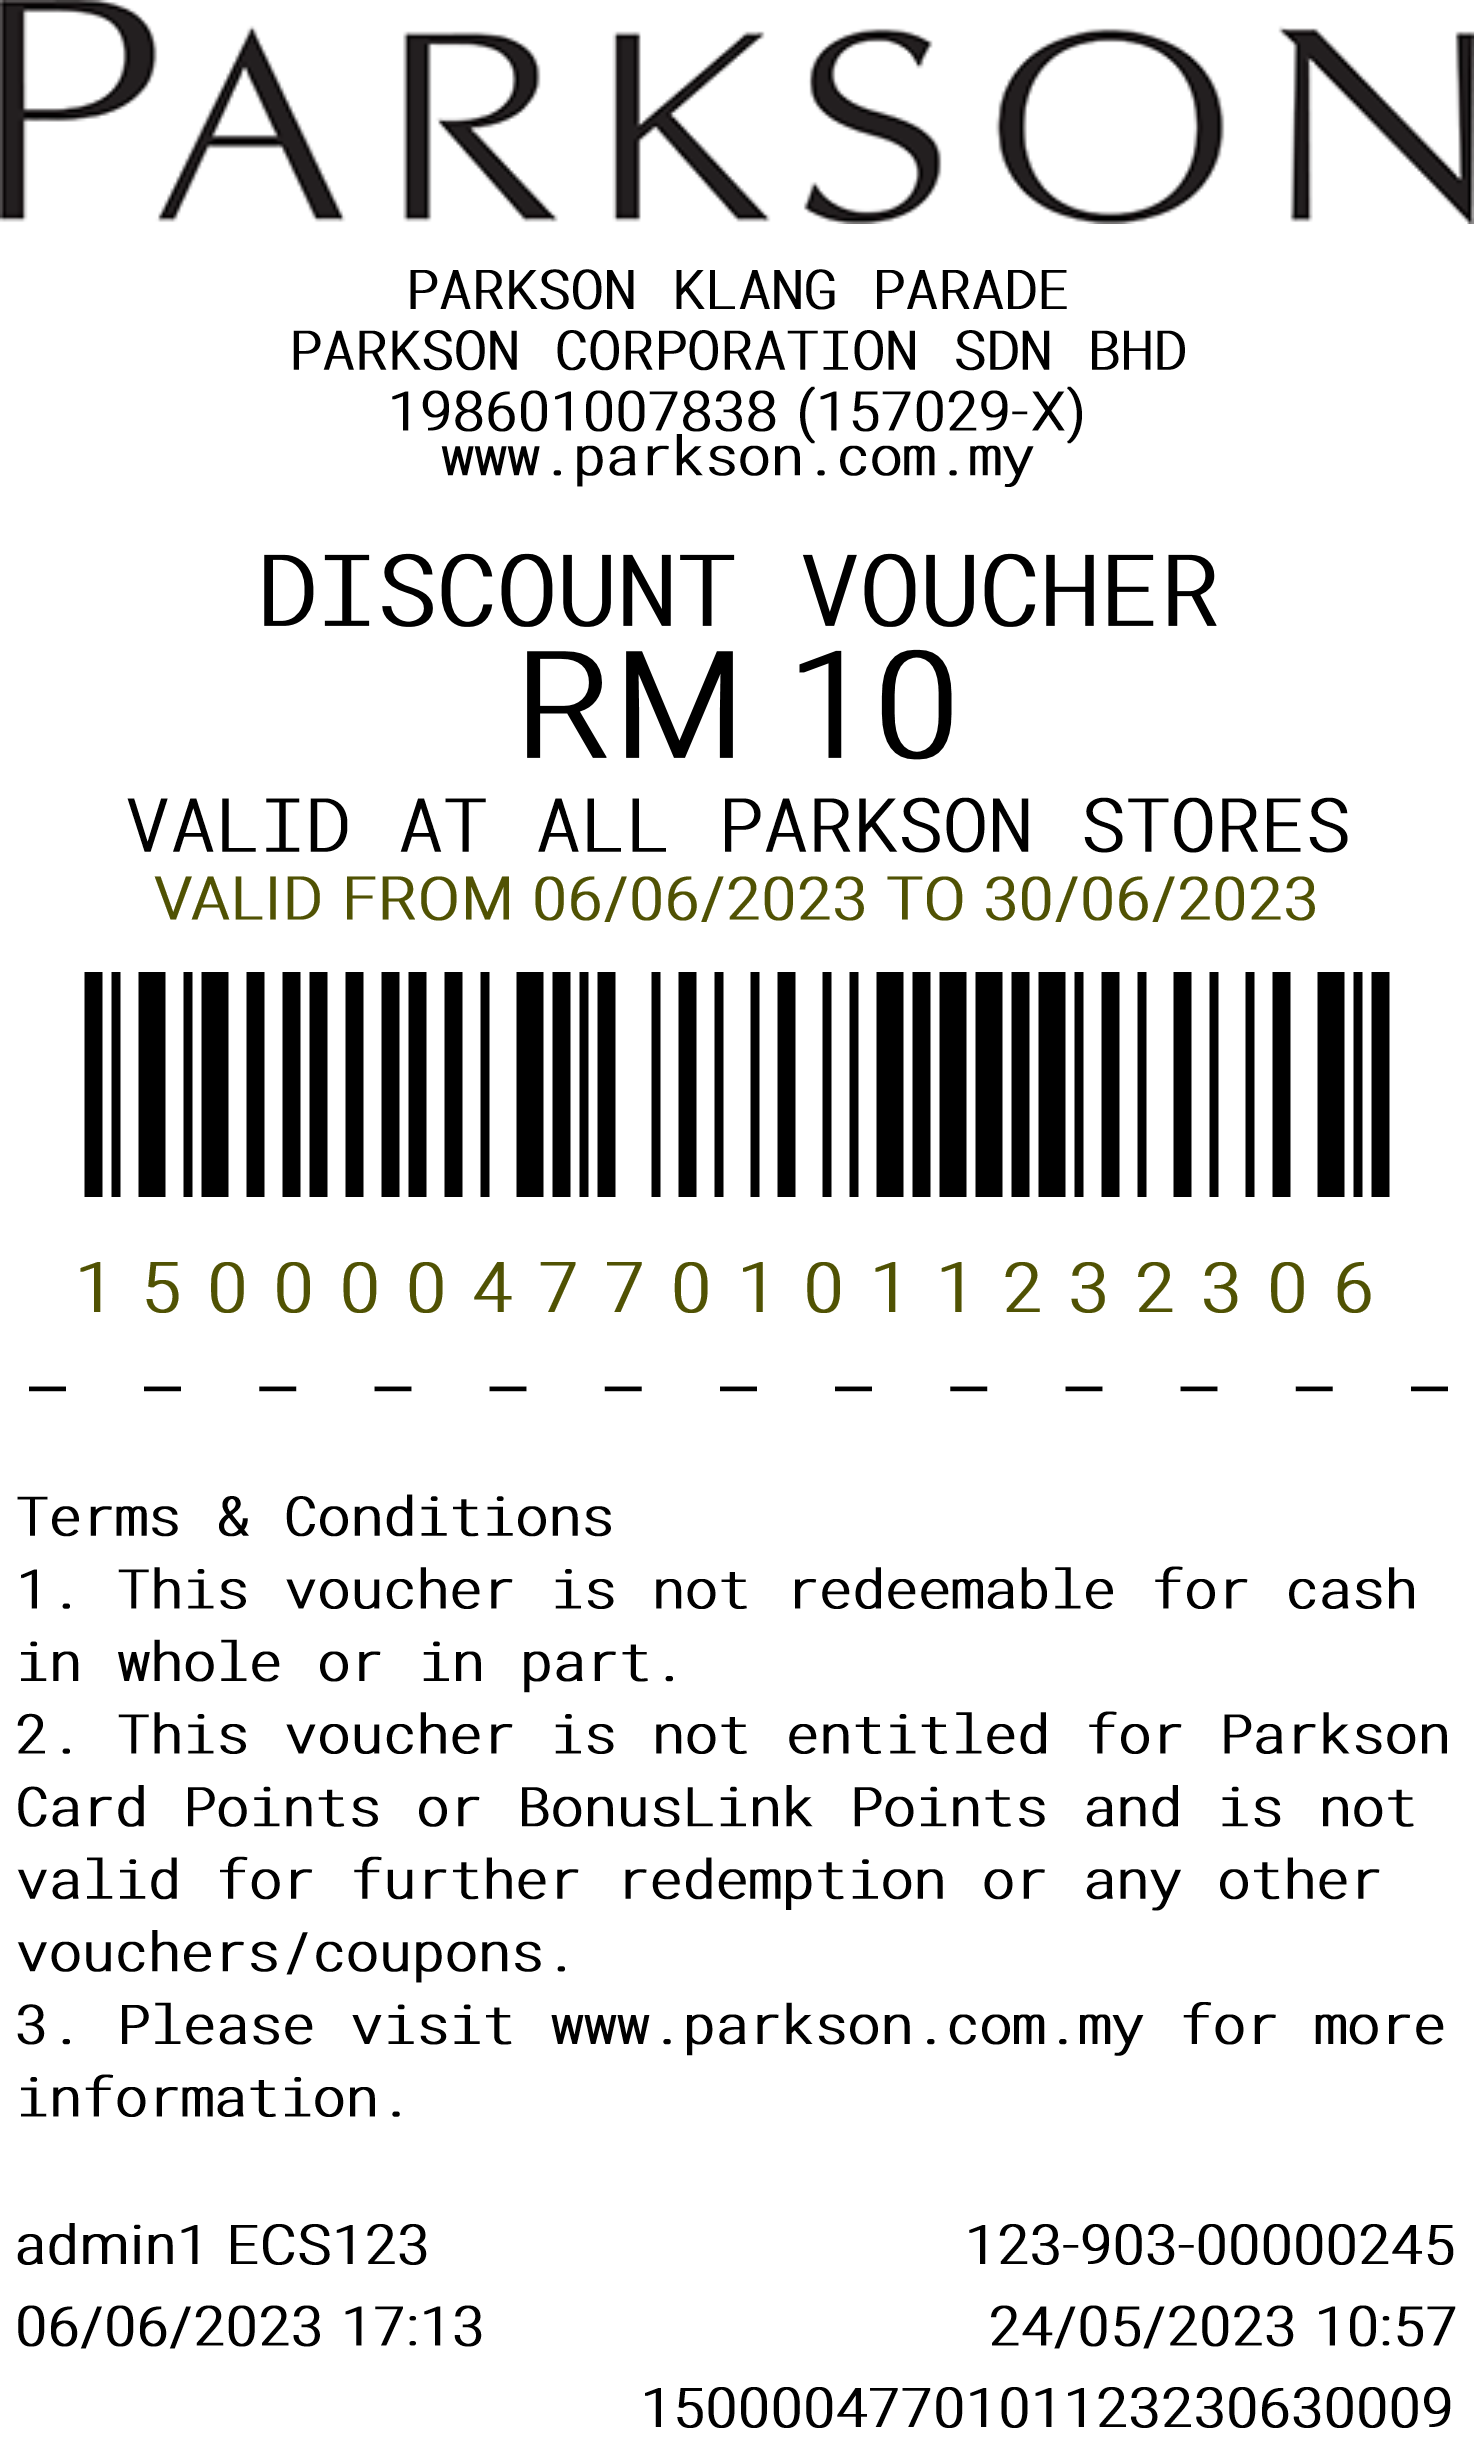 PARKSON
PARKSON KLANG PARADE
PARKSON CORPORATION SDN BHD
198601007838 (157029-X)
www.parkson.com.my
DISCOUNT VOUCHER
RM 10
VALID AT ALL PARKSON STORES
VALID FROM 06/06/2023 TO 30/06/2023
1 5 0 0 0 0 4 7 7 0 1 0 1 1 2 3 2 3 0 6
– – – – – – – – – – – – –
Terms & Conditions
1. This voucher is not redeemable for cash
in whole or in part.
2. This voucher is not entitled for Parkson
Card Points or BonusLink Points and is not
valid for further redemption or any other
vouchers/coupons.
3. Please visit www.parkson.com.my for more
information.
admin1 ECS123 123-903-00000245
06/06/2023 17:13 24/05/2023 10:57
1500004770101123230630009